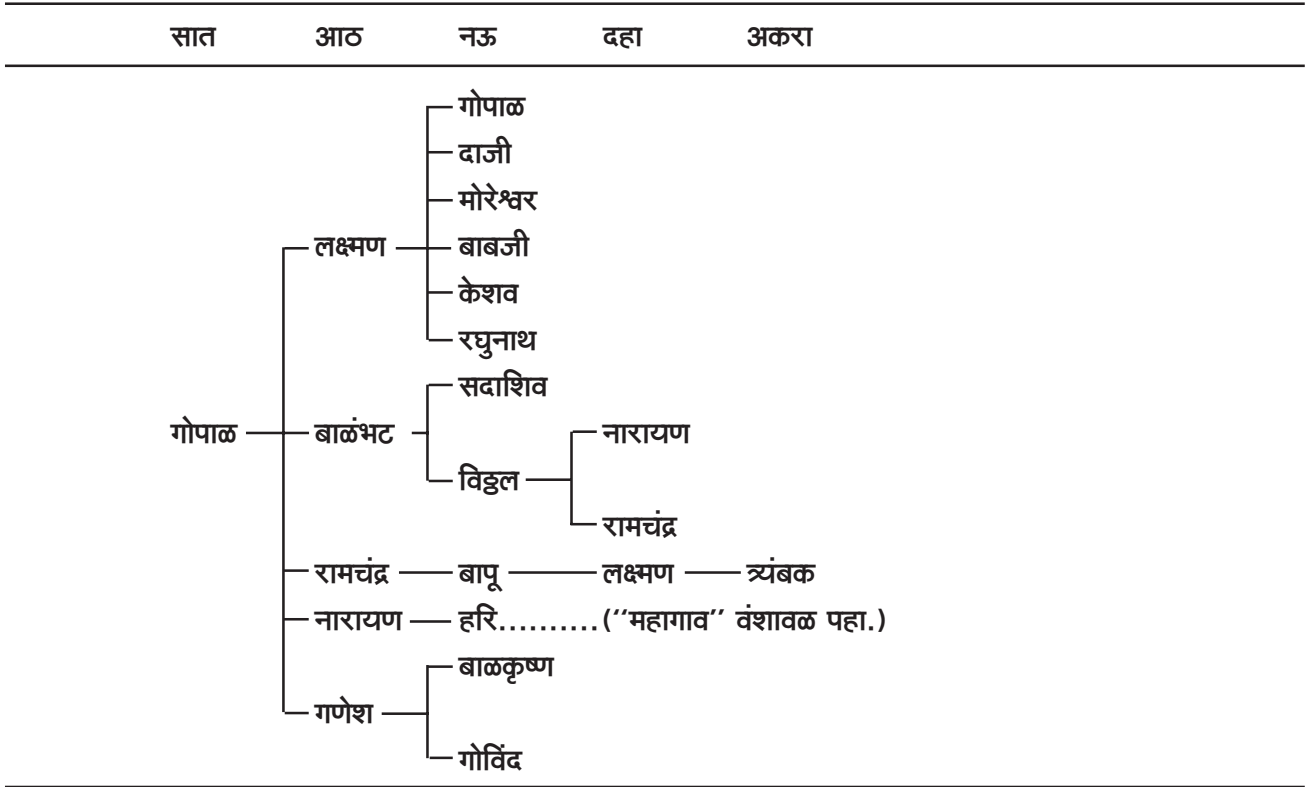 सात आठ नऊ दहा अकरा
गोपाळ
दाजी
मोरेश्वर
लक्ष्मण बाबजी
केशव
रघुनाथ
सदाशिव
गोपाळ बाळंभट नारायण
विठ्ठल
रामचंद्र
रामचंद्र बापू लक्ष्मण त्र्यंबक
नारायण हरि..........(''महागाव'' वंशावळ पहा.)
बाळकृष्ण
गणेश
गोविंद